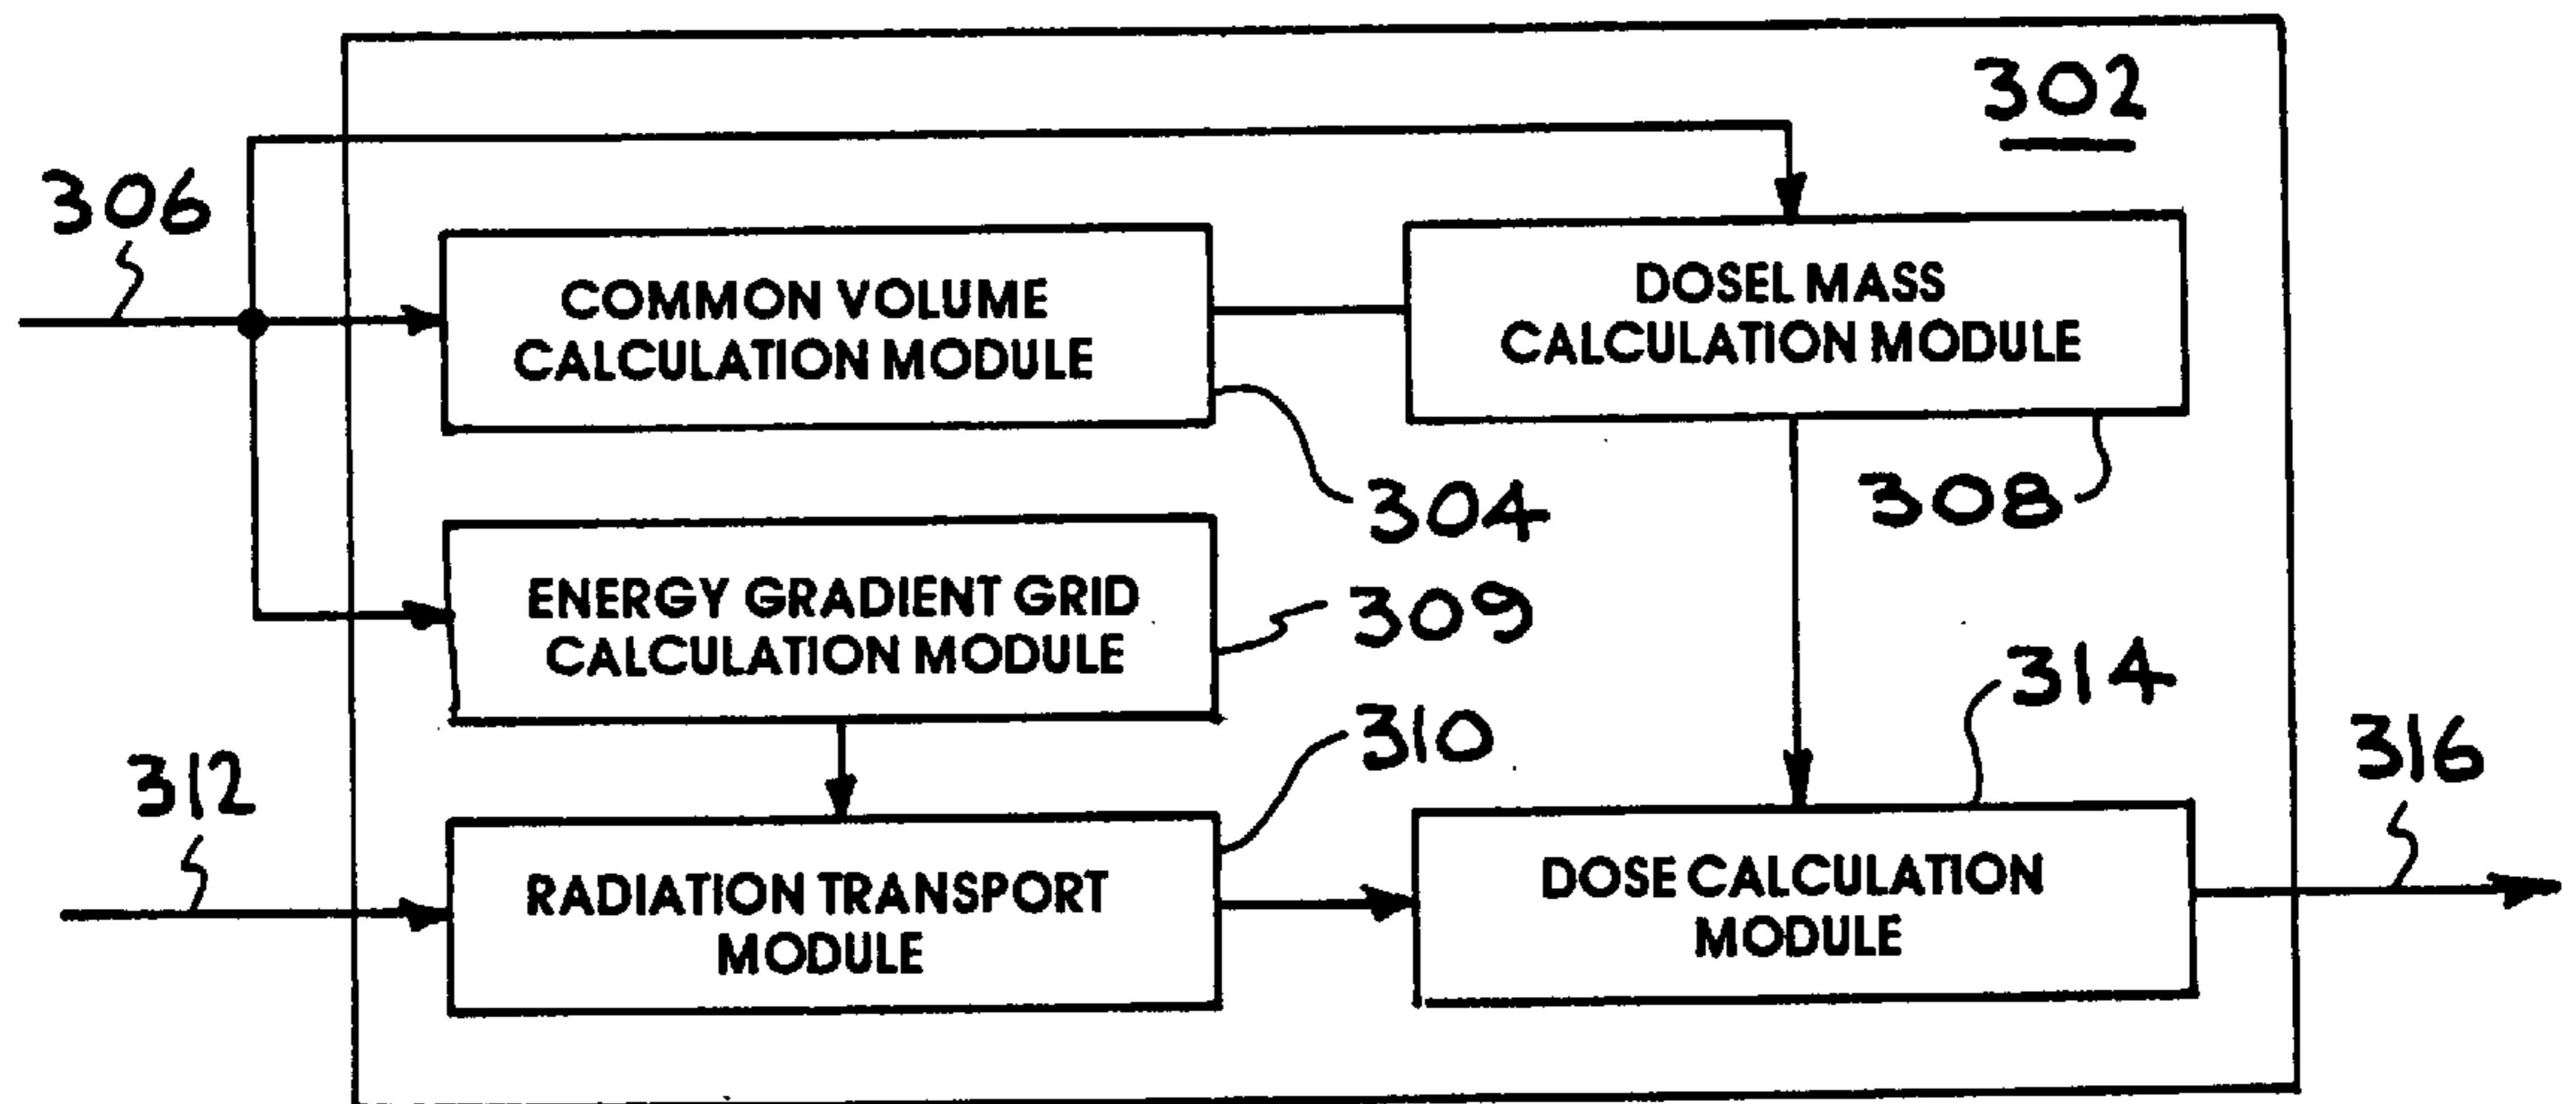 302
306
COMMON VOLUME
CALCULATION MODULE
DOSEL MASS
CALCULATION MODULE
304
308
ENERGY GRADIENT GRID
CALCULATION MODULE
309
314
310
312
316
RADIATION TRANSPORT
MODULE
DOSE CALCULATION
MODULE